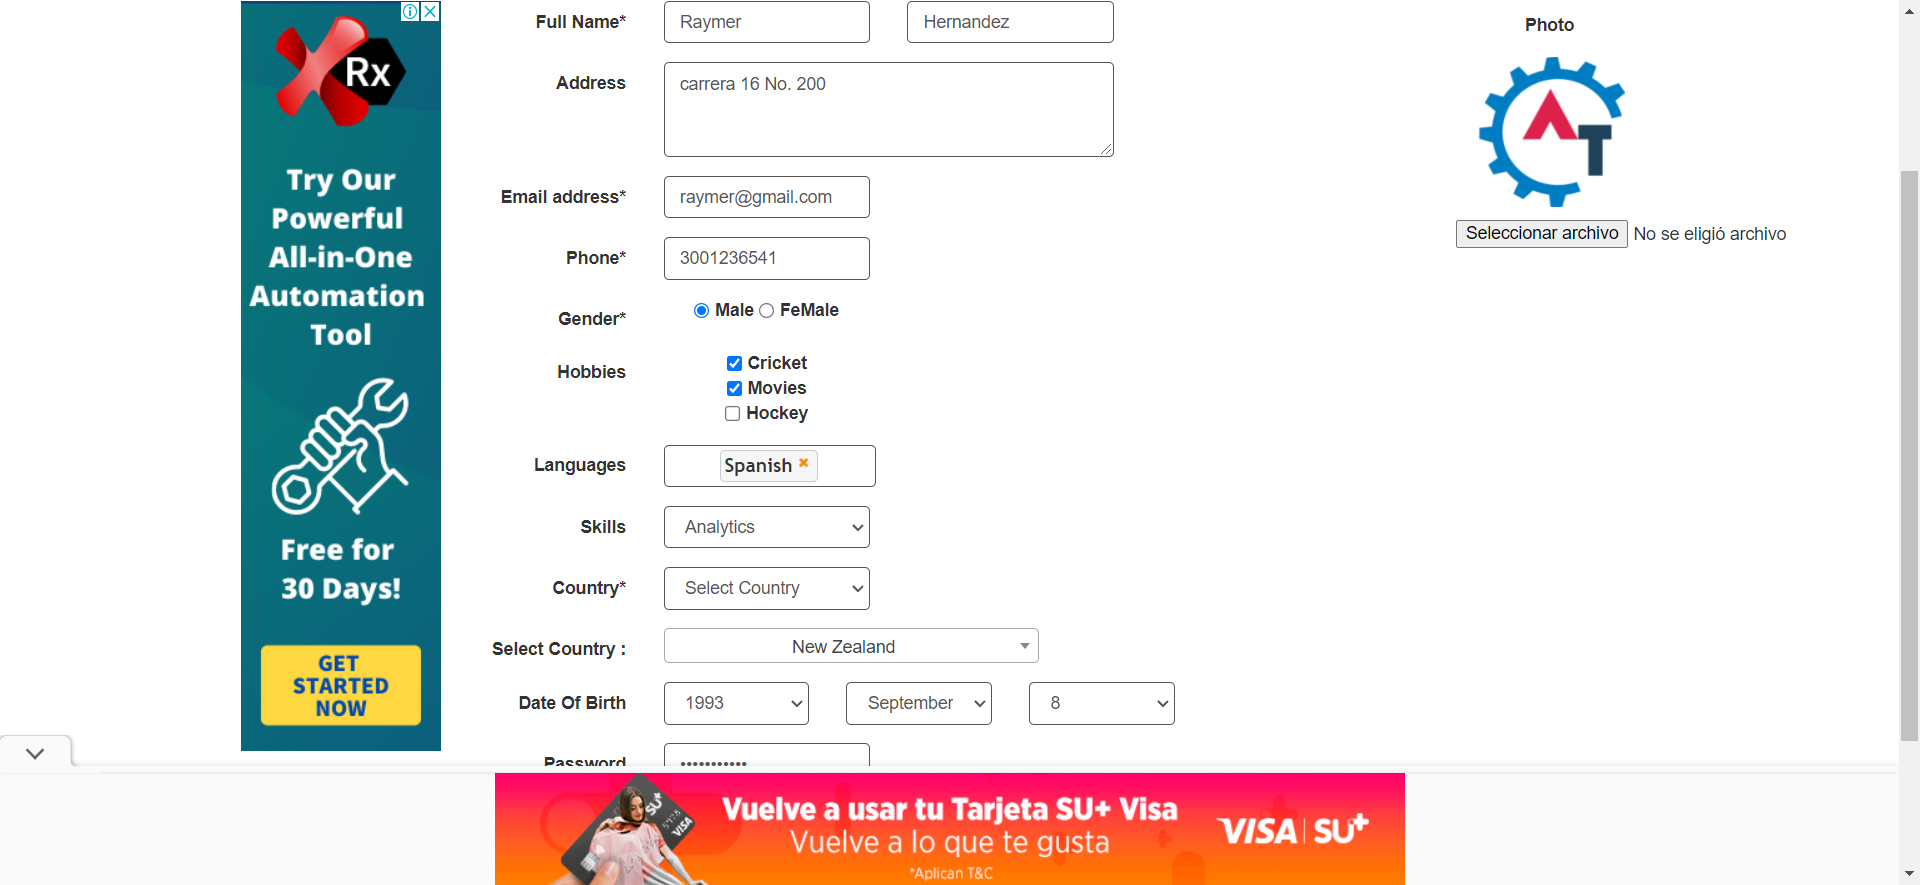 Rx
Try Our
Powerful
All-in-One
Automation
Tool
Free for
30 Days!
GET
STARTED
NOW
Full Name*
Raymer
Hernandez
Address
carrera 16 No. 200
Email address*
raymer@gmail.com
Phone*
3001236541
Gender*
Male
FeMale
Hobbies
Cricket
Movies
Hockey
Languages
Spanish
Skills
Analytics
Country*
Select Country
Select Country :
New Zealand
Date Of Birth
1993
September
8
Password
•••••••••••
Photo
AT
Seleccionar archivo No se eligió archivo
SU+
VISA
Vuelve a usar tu Tarjeta SU+ Visa
Vuelve a lo que te gusta
*Aplican T&C
VISA | SU+